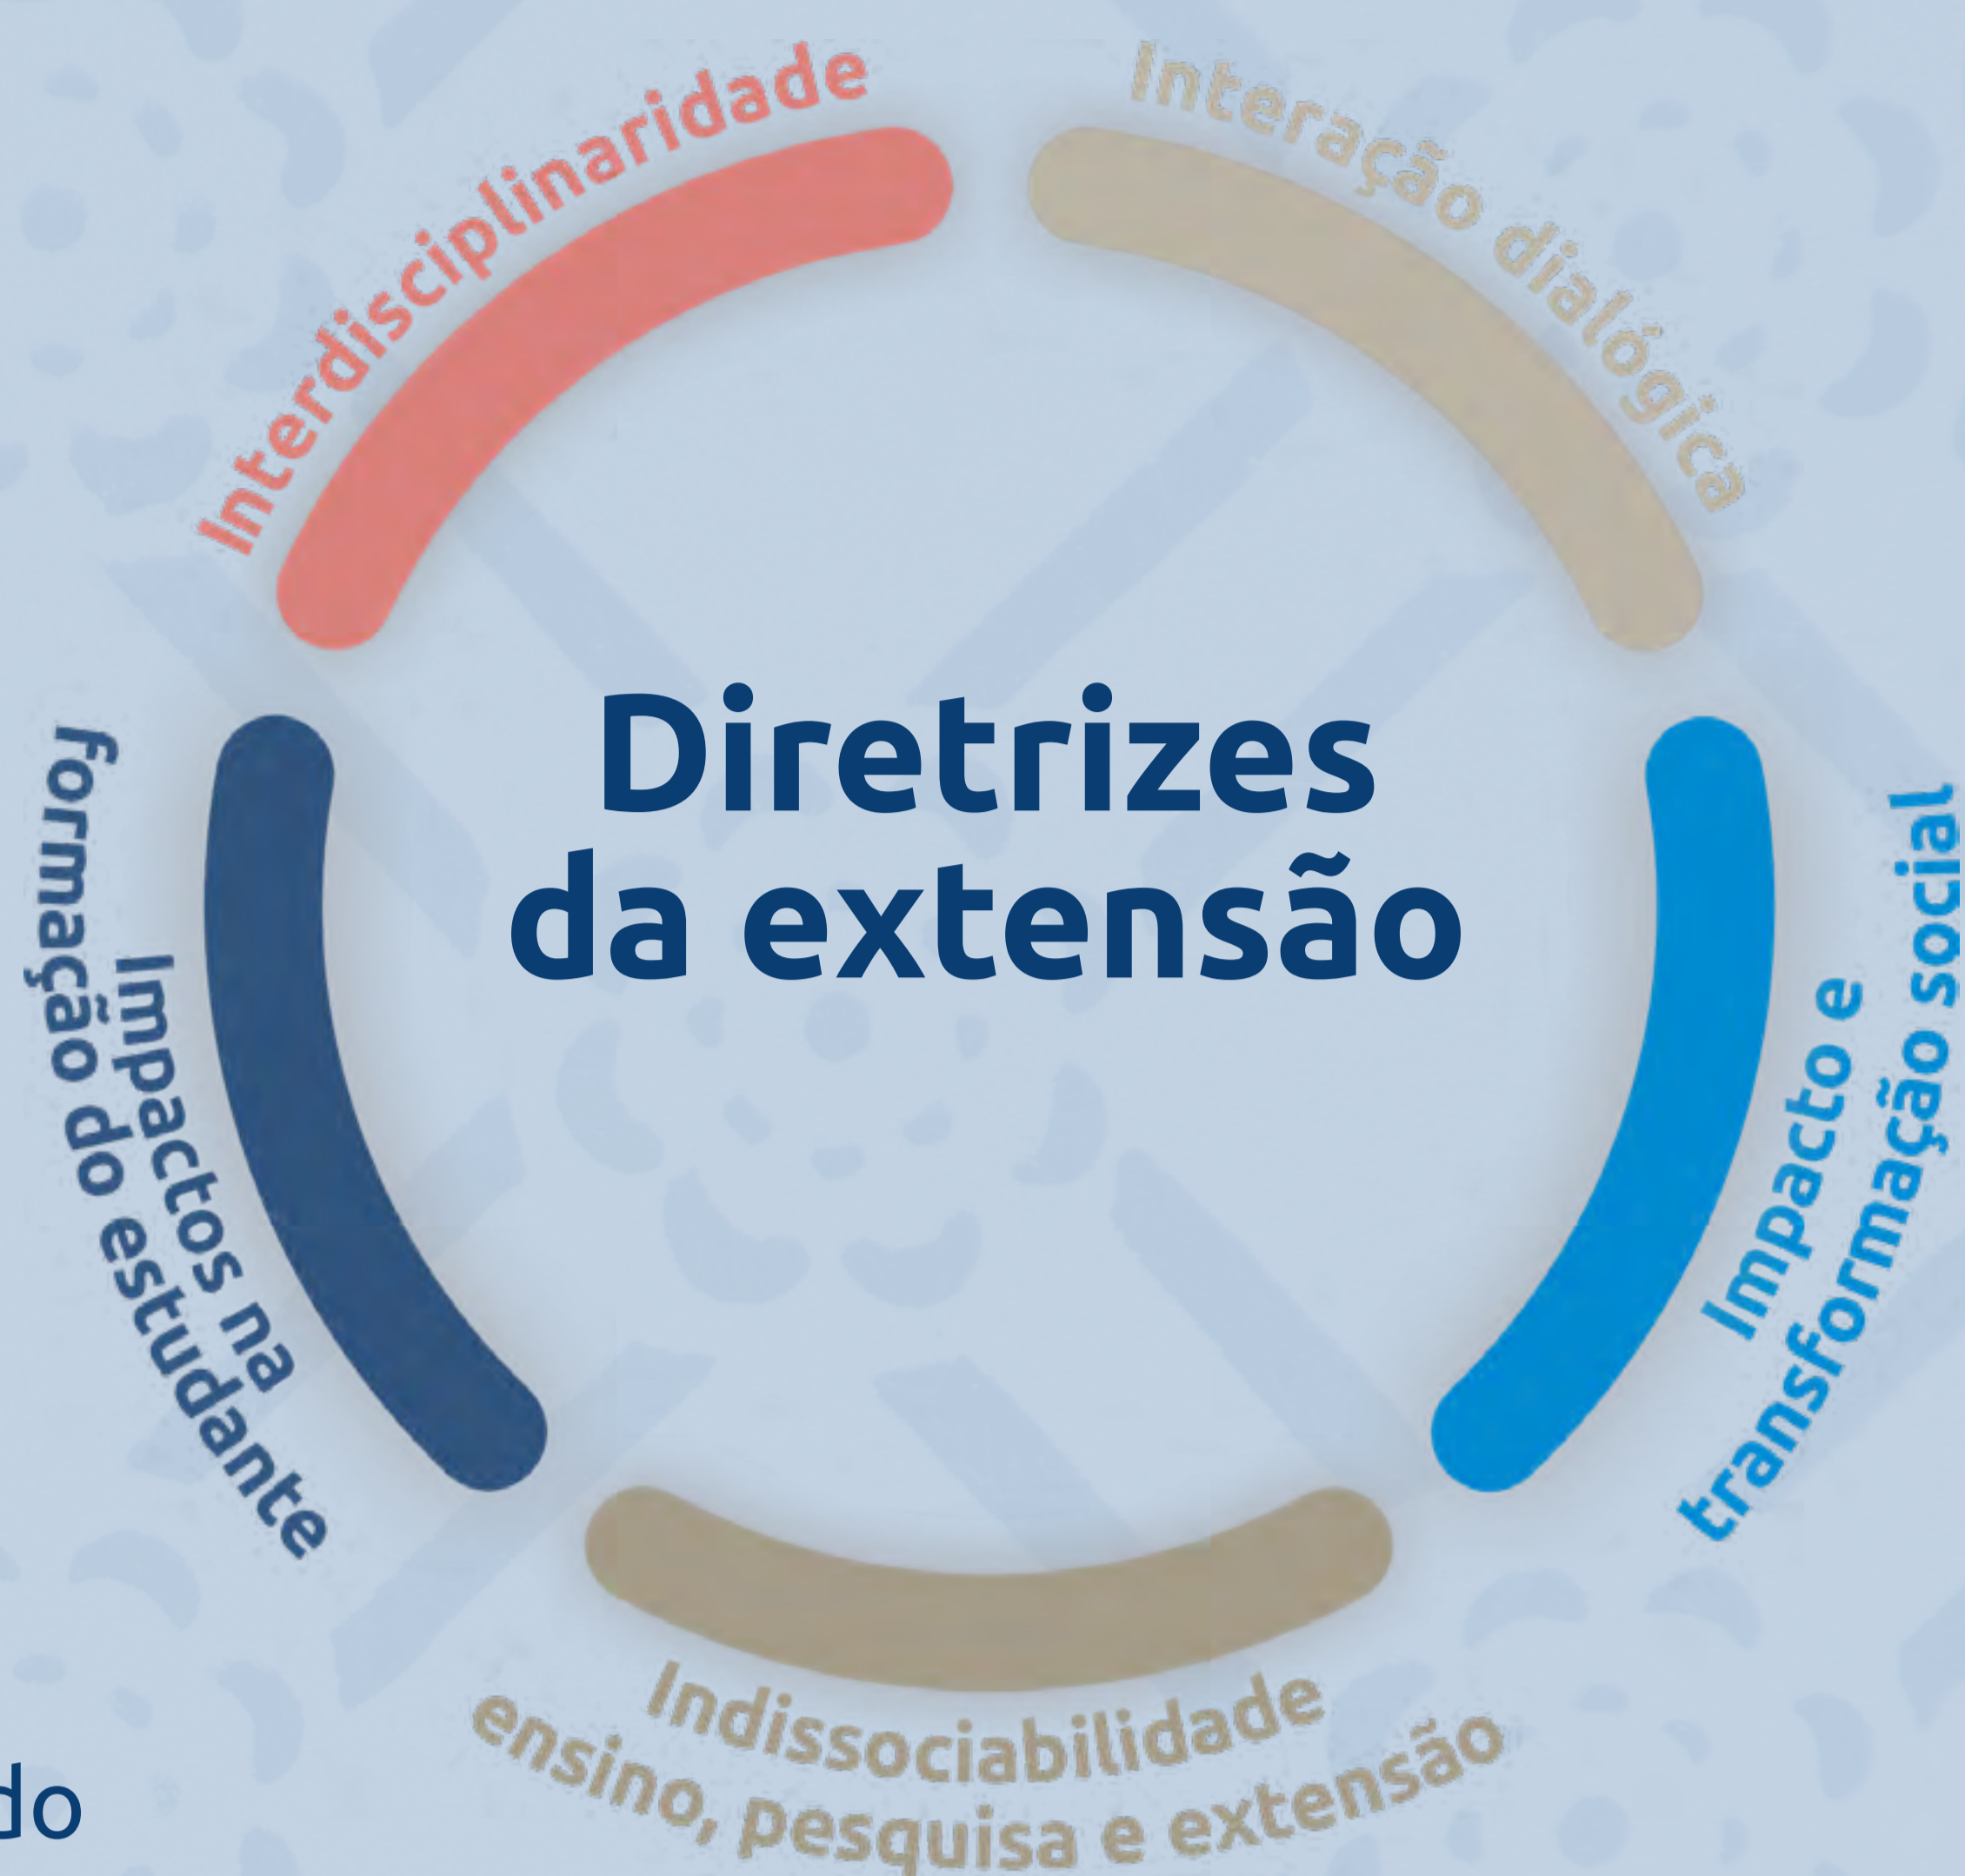 Interdisciplinaridade
Interação dialógica
Diretrizes
da extensão
Impactos na
formação do estudante
Impacto e
transformação social
Indissociabilidade
ensino, pesquisa e extensão
do